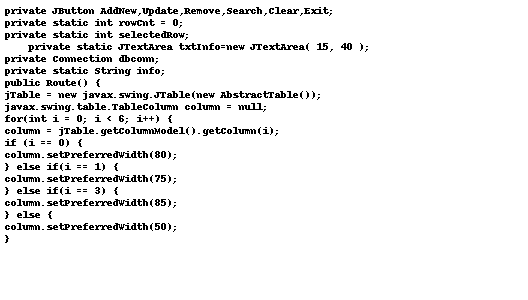 private JButton AddNew,Update,Remove,Search,Clear,Exit;
private static int rowCnt = 0;
private static int selectedRow;
    private static JTextArea txtInfo=new JTextArea( 15, 40 );
private Connection dbconn;
private static String info;
public Route() {
jTable = new javax.swing.JTable(new AbstractTable());
javax.swing.table.TableColumn column = null;
for(int i = 0; i < 6; i++) {
column = jTable.getColumnModel().getColumn(i);
if (i == 0) {
column.setPreferredWidth(80);
} else if(i == 1) {
column.setPreferredWidth(75);
} else if(i == 3) {
column.setPreferredWidth(85);
} else {
column.setPreferredWidth(50);
}